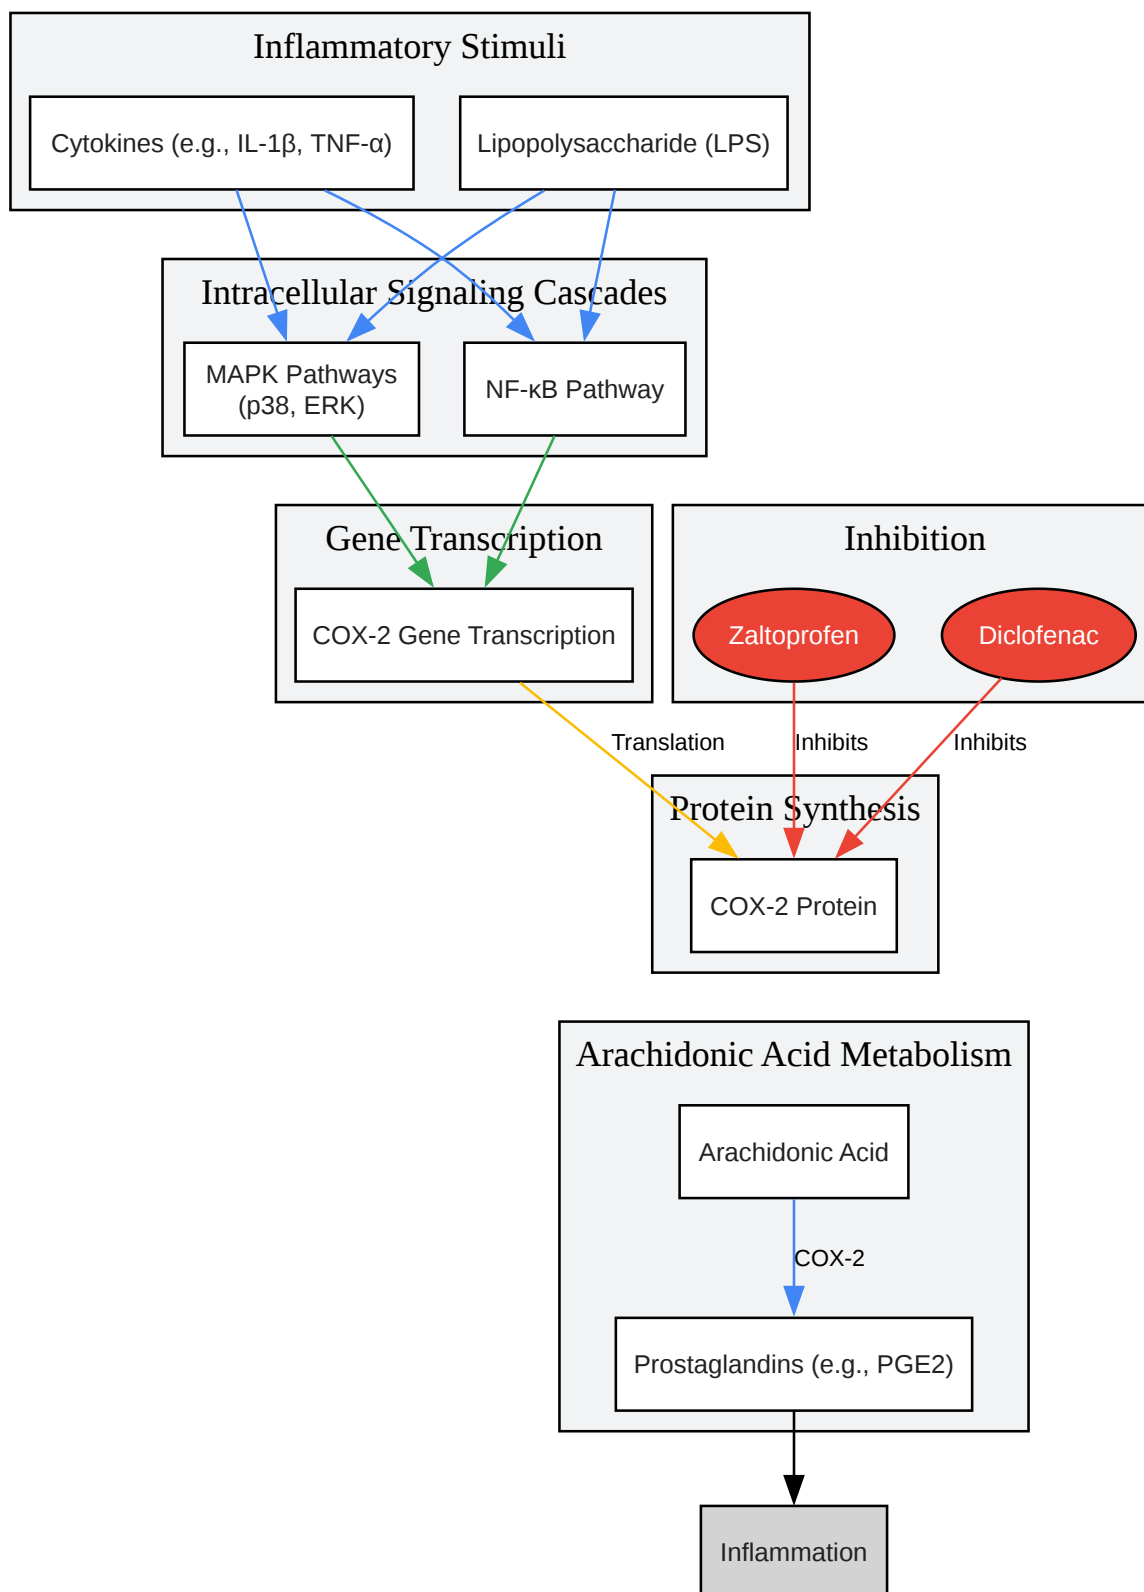 Inflammatory Stimuli
Cytokines (e.g., IL-1β, TNF-α)
Lipopolysaccharide (LPS)
Intracellular Signaling Cascades
MAPK Pathways
(p38, ERK)
NF-κB Pathway
Gene Transcription
COX-2 Gene Transcription
Inhibition
Zaltoprofen
Diclofenac
Translation
Inhibits
Inhibits
Protein Synthesis
COX-2 Protein
Arachidonic Acid Metabolism
Arachidonic Acid
COX-2
Prostaglandins (e.g., PGE2)
Inflammation